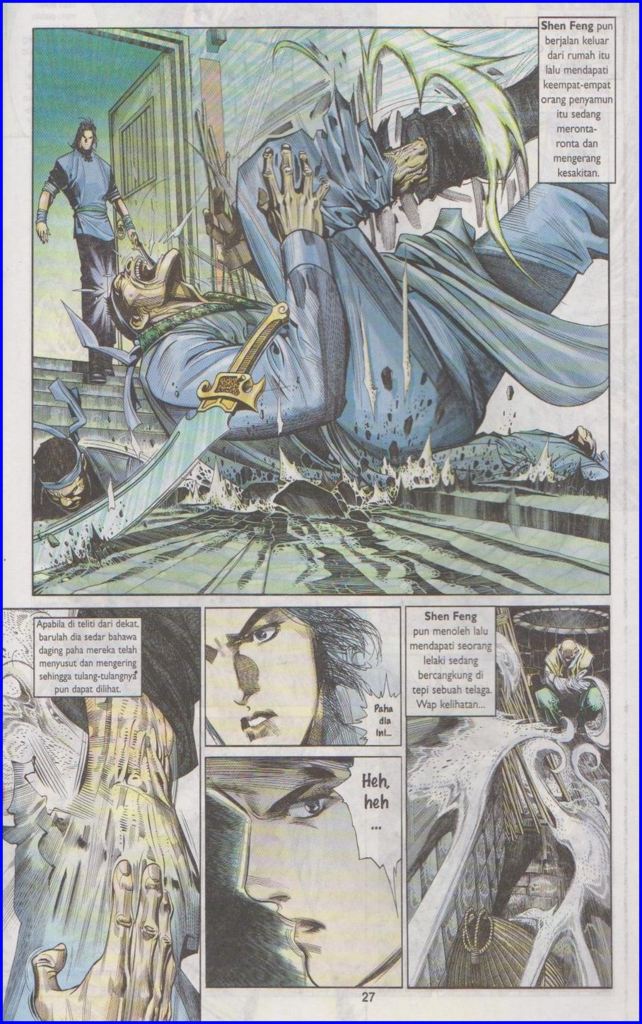 Shen Feng pun
berjalan keluar
dari rumah itu
lalu mendapati
keempat-empat
orang penyamun
itu sedang
meronta-
ronta dan
mengerang
kesakitan.
Apabila di teliti dari dekat,
barulah dia sedar bahawa
daging paha mereka telah
menyusut dan mengering
sehingga tulang-tulangnya
pun dapat dilihat.
Paha
dia
ini...
Heh,
heh
...
Shen Feng
pun menoleh lalu
mendapati seorang
lelaki sedang
bercangkung di
tepi sebuah telaga.
Wap kelihatan...
27